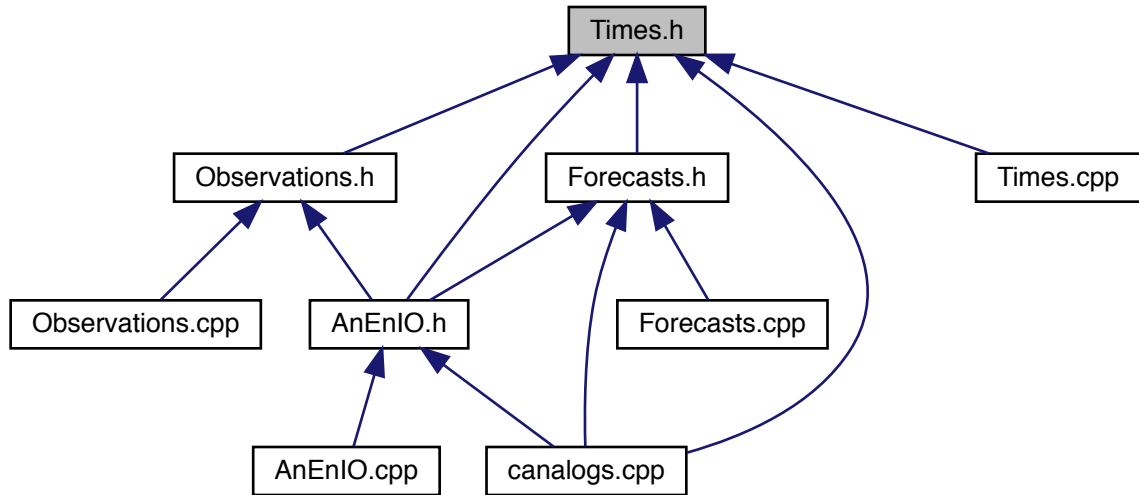 Times.h
Observations.h
Forecasts.h
Times.cpp
Observations.cpp
AnEnIO.h
Forecasts.cpp
AnEnIO.cpp
canalogs.cpp